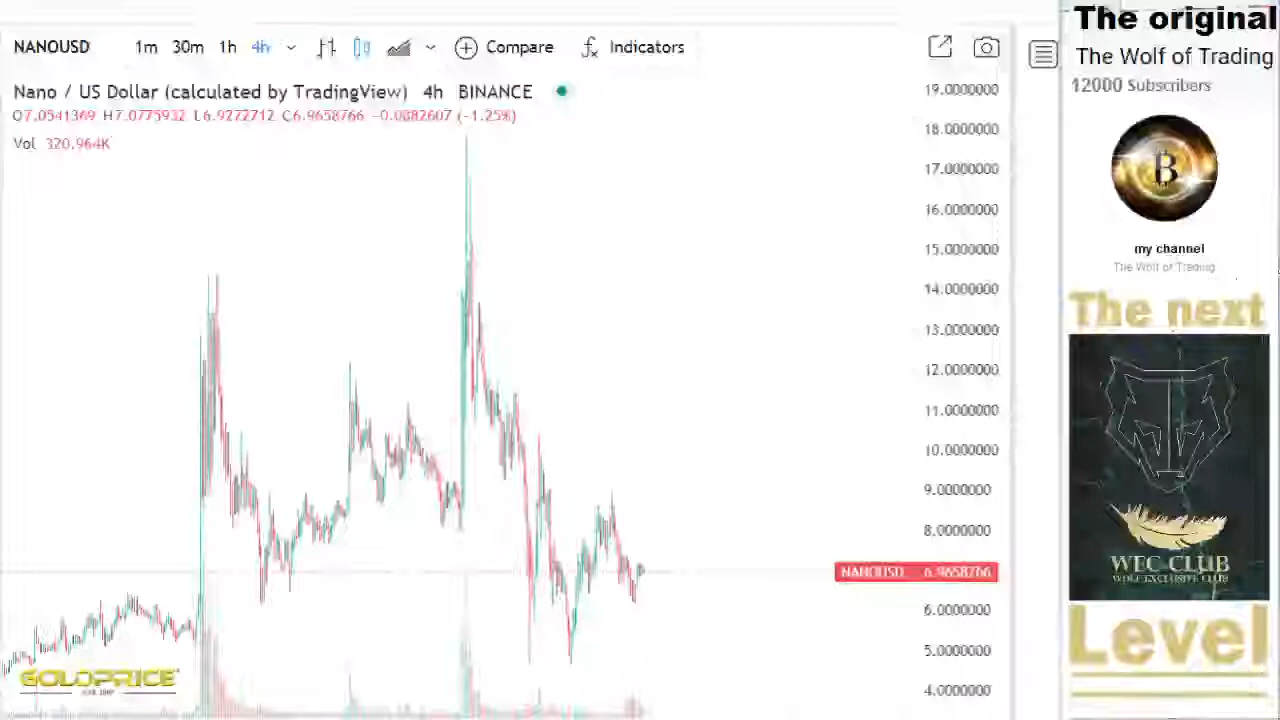 NANOUSD 1m 30m 1h 4h Compare fx Indicators
Nano / US Dollar (calculated by TradingView) 4h BINANCE
O7.0541369 H7.0775932 L6.9272712 C6.9658766 −0.0882607 (−1.25%)
Vol 320.964K
19.0000000
18.0000000
17.0000000
16.0000000
15.0000000
14.0000000
13.0000000
12.0000000
11.0000000
10.0000000
9.0000000
8.0000000
NANOUSD 6.9658766
6.0000000
5.0000000
4.0000000
GOLDPRICE
The original
The Wolf of Trading
12000 Subscribers
B
my channel
The Wolf of Trading
The next
WEC CLUB
WOLF EXCLUSIVE CLUB
Level